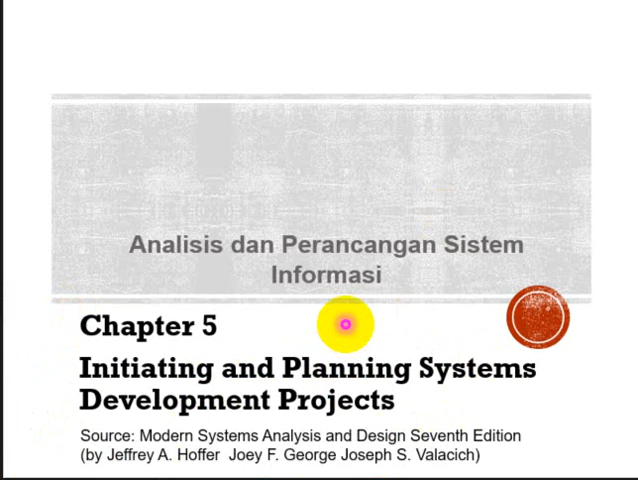 Analisis dan Perancangan Sistem
Informasi
Chapter 5
Initiating and Planning Systems
Development Projects
Source: Modern Systems Analysis and Design Seventh Edition
(by Jeffrey A. Hoffer  Joey F. George Joseph S. Valacich)